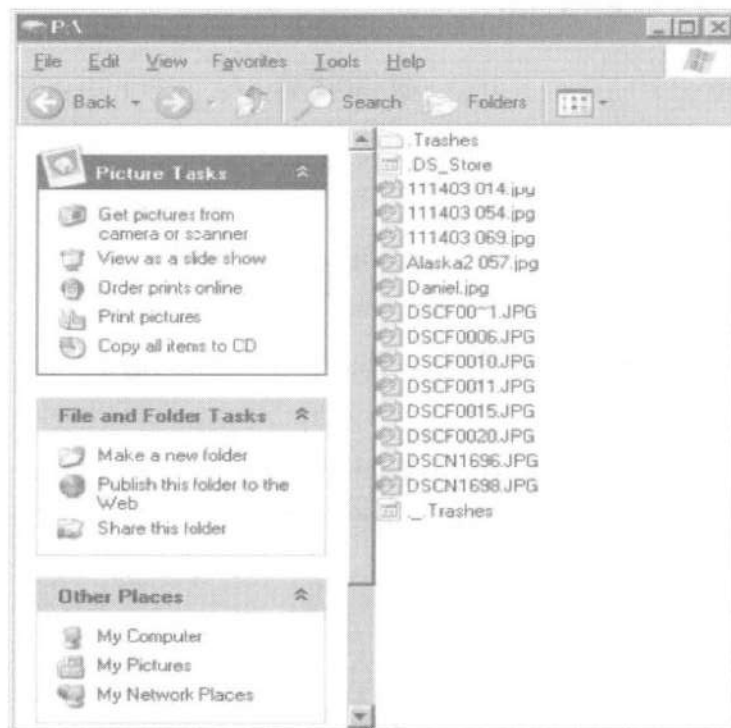 P:\
File Edit View Favorites Tools Help
Back Search Folders
Picture Tasks
Get pictures from
camera or scanner
View as a slide show
Order prints online
Print pictures
Copy all items to CD
File and Folder Tasks
Make a new folder
Publish this folder to the
Web
Share this folder
Other Places
My Computer
My Pictures
My Network Places
.Trashes
.DS_Store
111403 014.jpg
111403 054.jpg
111403 069.jpg
Alaska2 057.jpg
Daniel.jpg
DSCF00~1.JPG
DSCF0006.JPG
DSCF0010.JPG
DSCF0011.JPG
DSCF0015.JPG
DSCF0020.JPG
DSCN1696.JPG
DSCN1698.JPG
._.Trashes